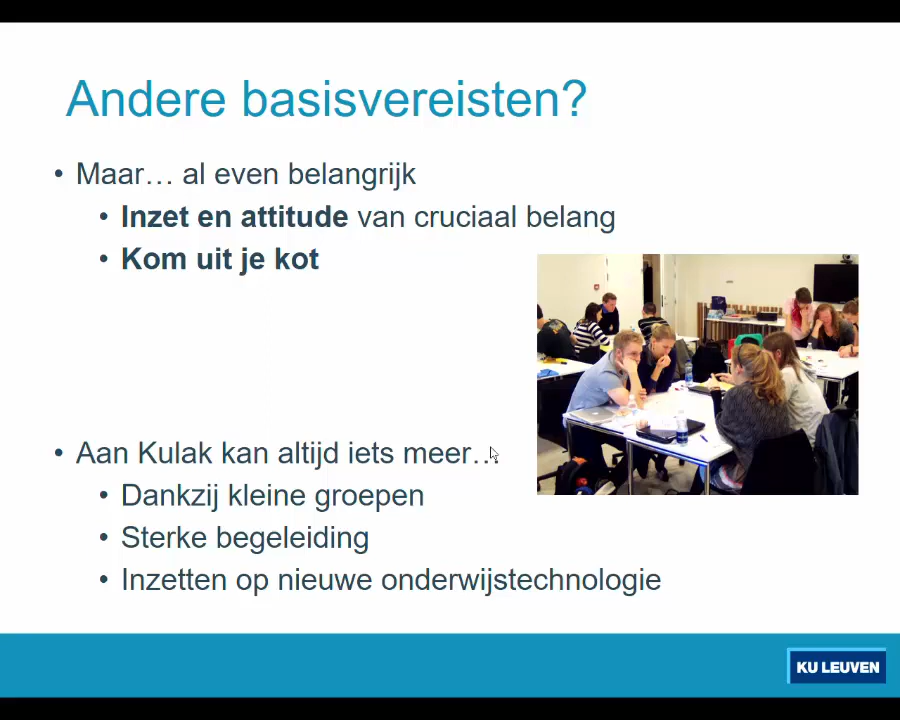 Andere basisvereisten?
• Maar… al even belangrijk
• Inzet en attitude van cruciaal belang
• Kom uit je kot
• Aan Kulak kan altijd iets meer…
• Dankzij kleine groepen
• Sterke begeleiding
• Inzetten op nieuwe onderwijstechnologie
KU LEUVEN